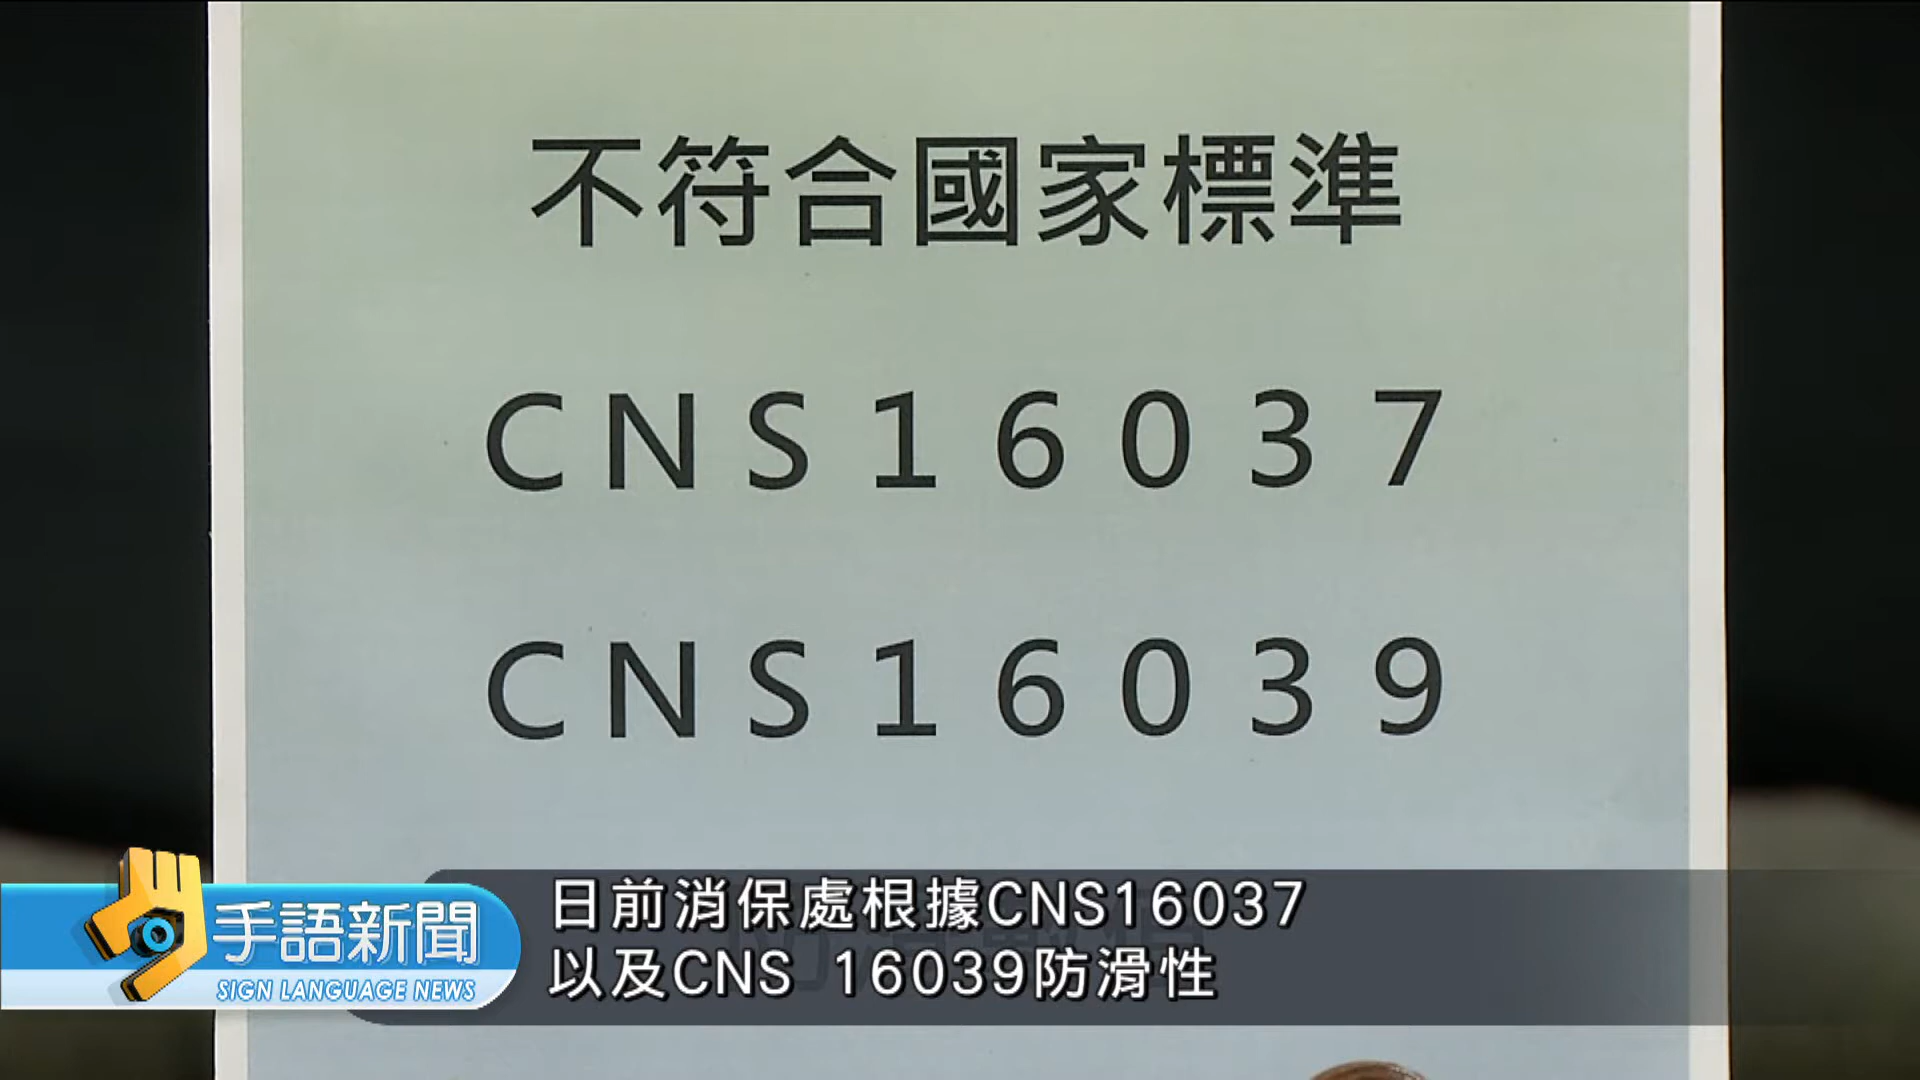 不符合國家標準
CNS16037
CNS16039
手語新聞
SIGN LANGUAGE NEWS
日前消保處根據CNS16037
以及CNS 16039防滑性